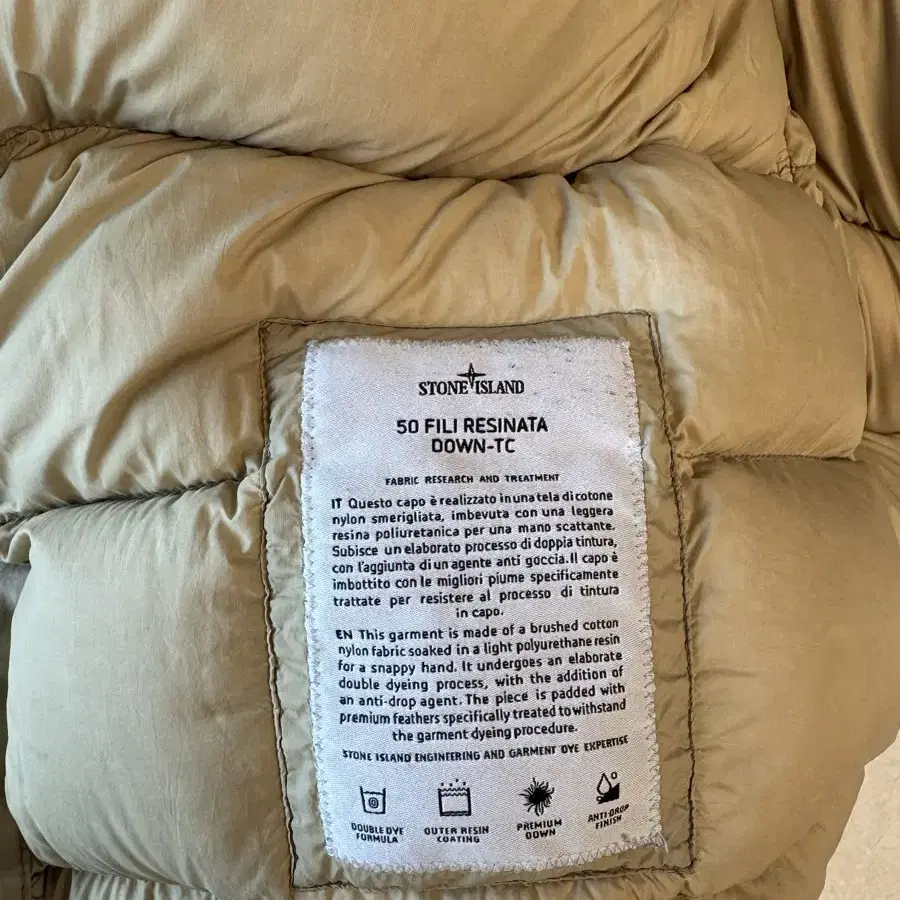 STONE ISLAND
50 FILI RESINATA
DOWN-TC
FABRIC RESEARCH AND TREATMENT
IT Questo capo è realizzato in una tela di cotone
nylon smerigliata, imbevuta con una leggera
resina poliuretanica per una mano scattante.
Subisce un elaborato processo di doppia tintura,
con l'aggiunta di un agente anti goccia. Il capo è
imbottito con le migliori piume specificamente
trattate per resistere al processo di tintura
in capo.
EN This garment is made of a brushed cotton
nylon fabric soaked in a light polyurethane resin
for a snappy hand. It undergoes an elaborate
double dyeing process, with the addition of
an anti-drop agent. The piece is padded with
premium feathers specifically treated to withstand
the garment dyeing procedure.
STONE ISLAND ENGINEERING AND GARMENT DYE EXPERTISE
DOUBLE DYE
FORMULA
OUTER RESIN
COATING
PREMIUM
DOWN
ANTI-DROP
FINISH